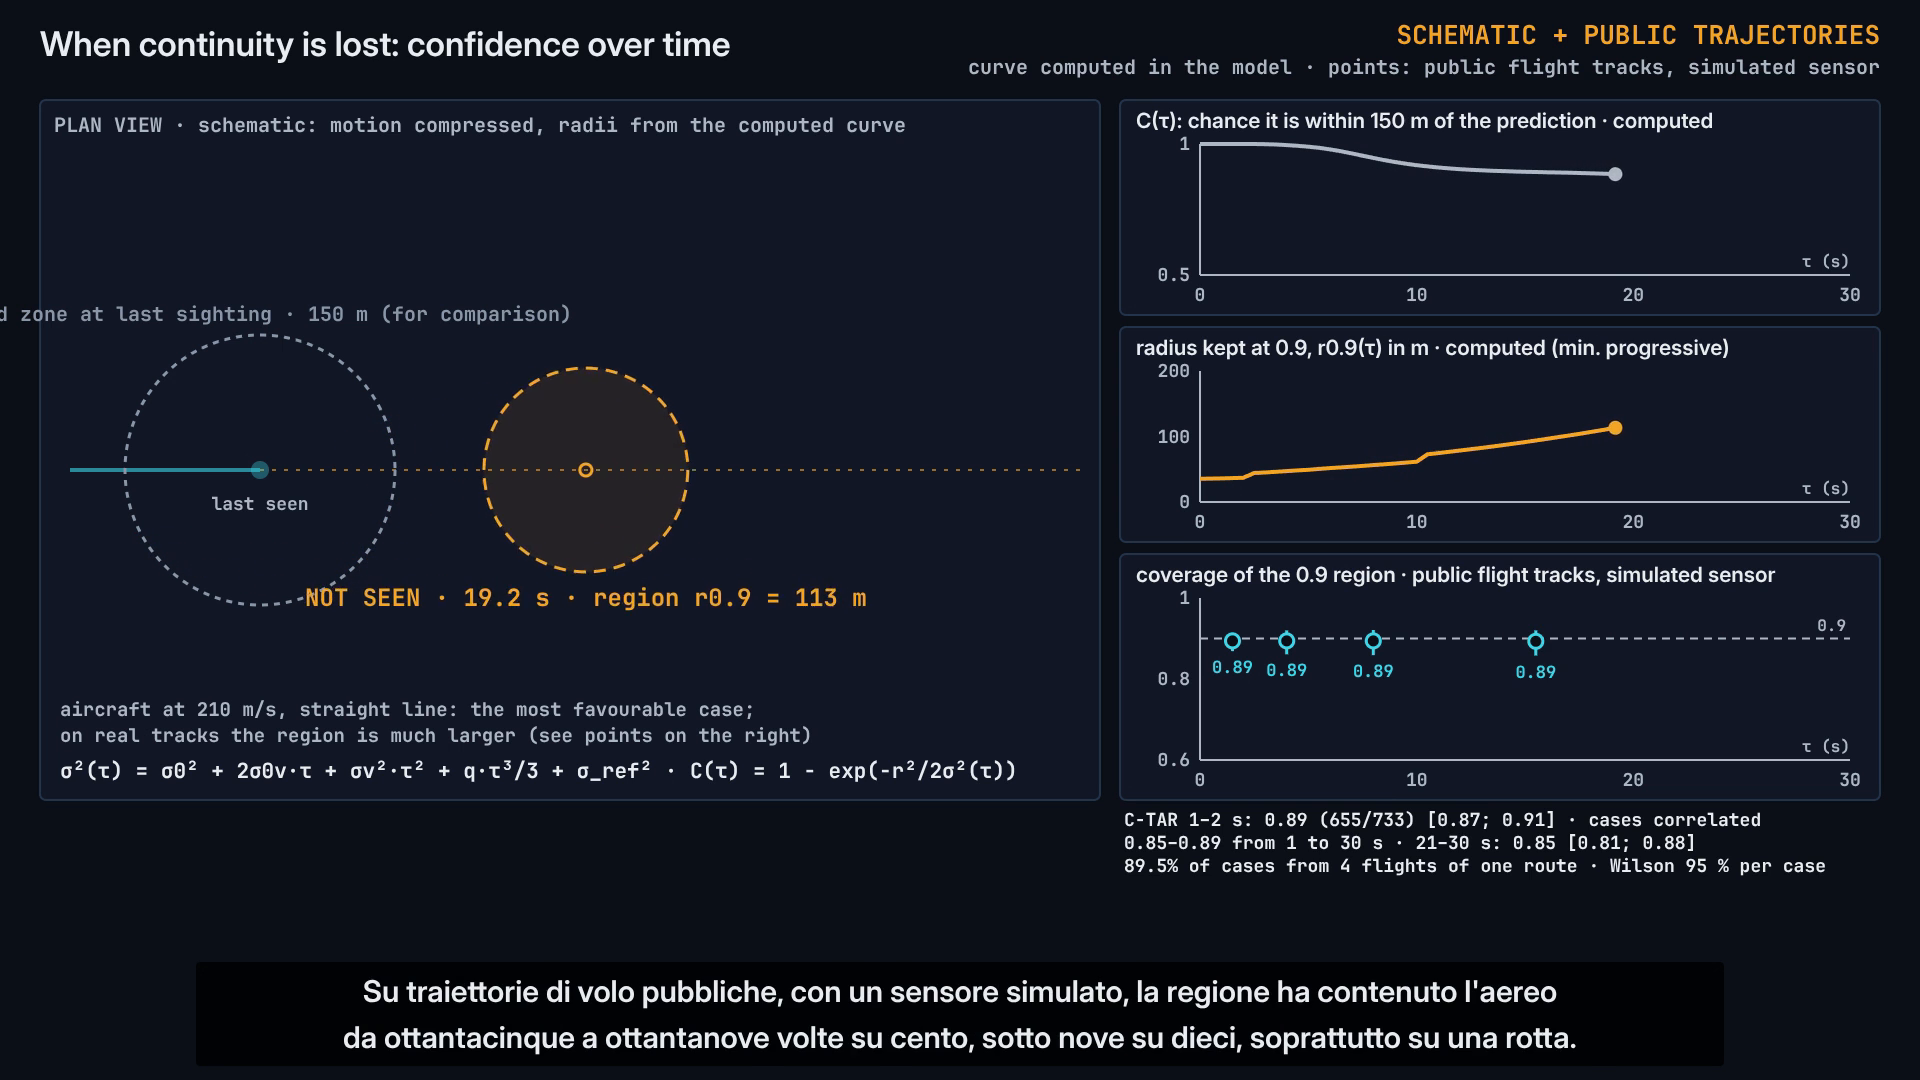 When continuity is lost: confidence over time
SCHEMATIC + PUBLIC TRAJECTORIES
curve computed in the model · points: public flight tracks, simulated sensor
PLAN VIEW · schematic: motion compressed, radii from the computed curve
d zone at last sighting · 150 m (for comparison)
last seen
NOT SEEN · 19.2 s · region r0.9 = 113 m
aircraft at 210 m/s, straight line: the most favourable case;
on real tracks the region is much larger (see points on the right)
σ²(τ) = σ0² + 2σ0v·τ + σv²·τ² + q·τ³/3 + σ_ref² · C(τ) = 1 - exp(-r²/2σ²(τ))
C(τ): chance it is within 150 m of the prediction · computed
1
0.5
τ (s)
0 10 20 30
radius kept at 0.9, r0.9(τ) in m · computed (min. progressive)
200
100
0
τ (s)
0 10 20 30
coverage of the 0.9 region · public flight tracks, simulated sensor
1
0.9
0.89 0.89 0.89 0.89
0.8
τ (s)
0.6
0 10 20 30
C-TAR 1–2 s: 0.89 (655/733) [0.87; 0.91] · cases correlated
0.85–0.89 from 1 to 30 s · 21–30 s: 0.85 [0.81; 0.88]
89.5% of cases from 4 flights of one route · Wilson 95 % per case
Su traiettorie di volo pubbliche, con un sensore simulato, la regione ha contenuto l'aereo
da ottantacinque a ottantanove volte su cento, sotto nove su dieci, soprattutto su una rotta.